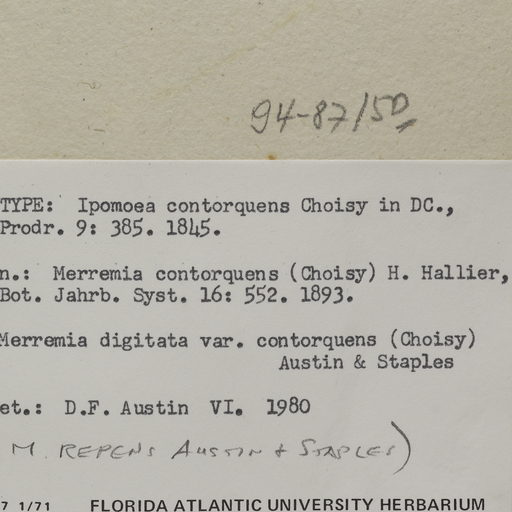 94-87/50
TYPE: Ipomoea contorquens Choisy in DC.,
Prodr. 9: 385. 1845.
n.: Merremia contorquens (Choisy) H. Hallier,
Bot. Jahrb. Syst. 16: 552. 1893.
Merremia digitata var. contorquens (Choisy)
Austin & Staples
et.: D.F. Austin VI. 1980
M. REPENS AUSTIN & STAPLES)
7 1/71 FLORIDA ATLANTIC UNIVERSITY HERBARIUM